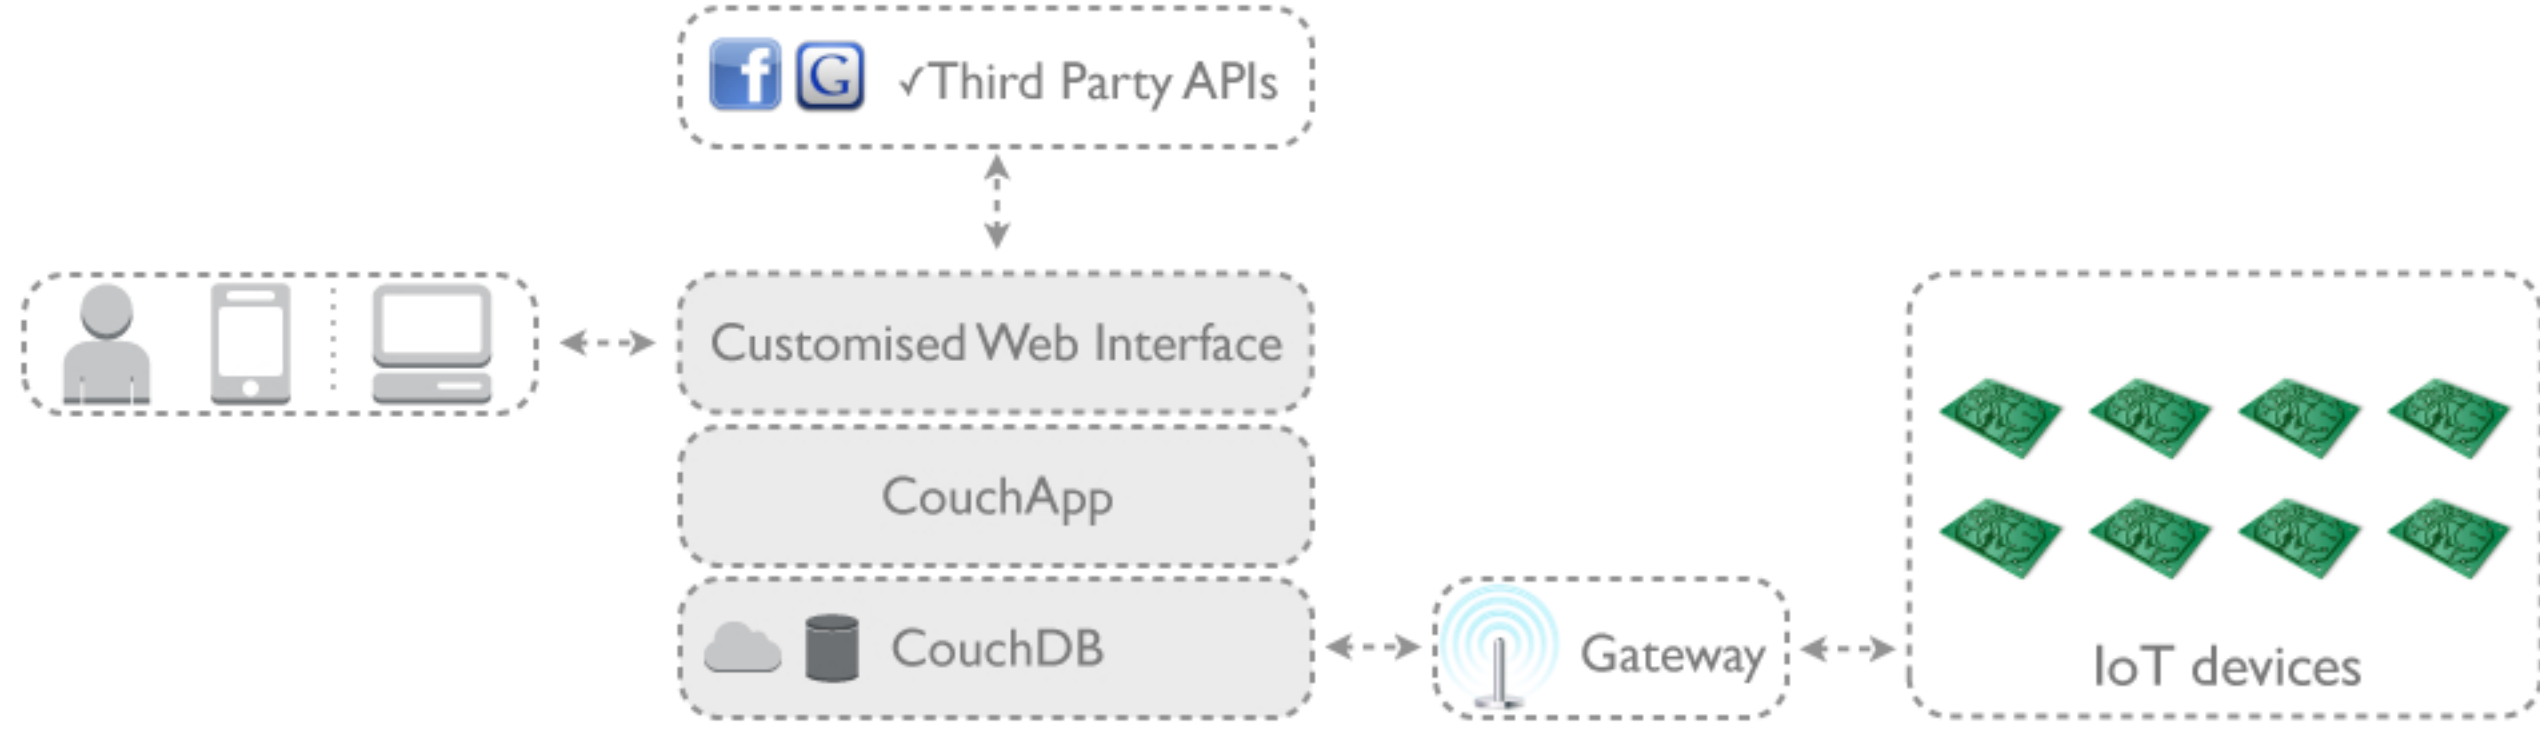 f G ✓Third Party APIs
Customised Web Interface
CouchApp
CouchDB
Gateway
IoT devices